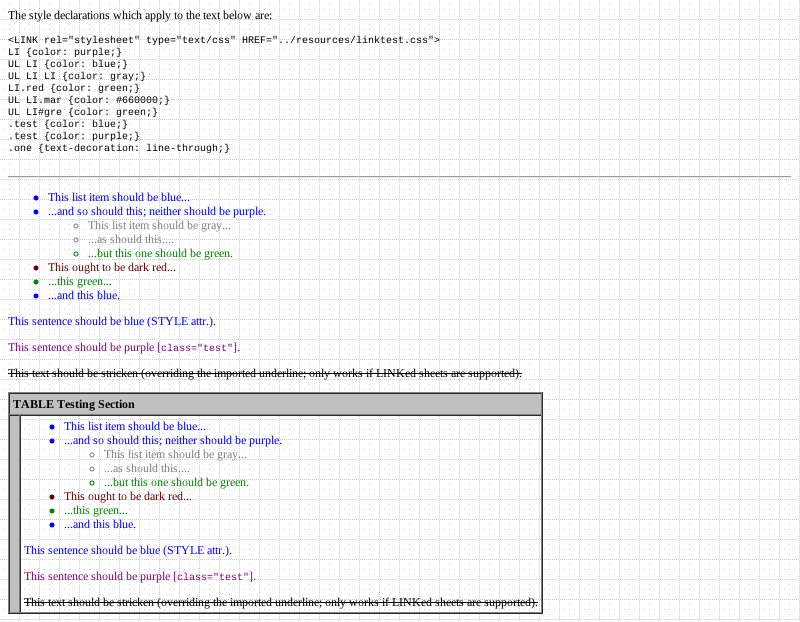 The style declarations which apply to the text below are:
<LINK rel="stylesheet" type="text/css" HREF="../resources/linktest.css">
LI {color: purple;}
UL LI {color: blue;}
UL LI LI {color: gray;}
LI.red {color: green;}
UL LI.mar {color: #660000;}
UL LI#gre {color: green;}
.test {color: blue;}
.test {color: purple;}
.one {text-decoration: line-through;}
This list item should be blue...
...and so should this; neither should be purple.
This list item should be gray...
...as should this....
...but this one should be green.
This ought to be dark red...
...this green...
...and this blue.
This sentence should be blue (STYLE attr.).
This sentence should be purple [class="test"].
This text should be stricken (overriding the imported underline; only works if LINKed sheets are supported).
TABLE Testing Section
This list item should be blue...
...and so should this; neither should be purple.
This list item should be gray...
...as should this....
...but this one should be green.
This ought to be dark red...
...this green...
...and this blue.
This sentence should be blue (STYLE attr.).
This sentence should be purple [class="test"].
This text should be stricken (overriding the imported underline; only works if LINKed sheets are supported).